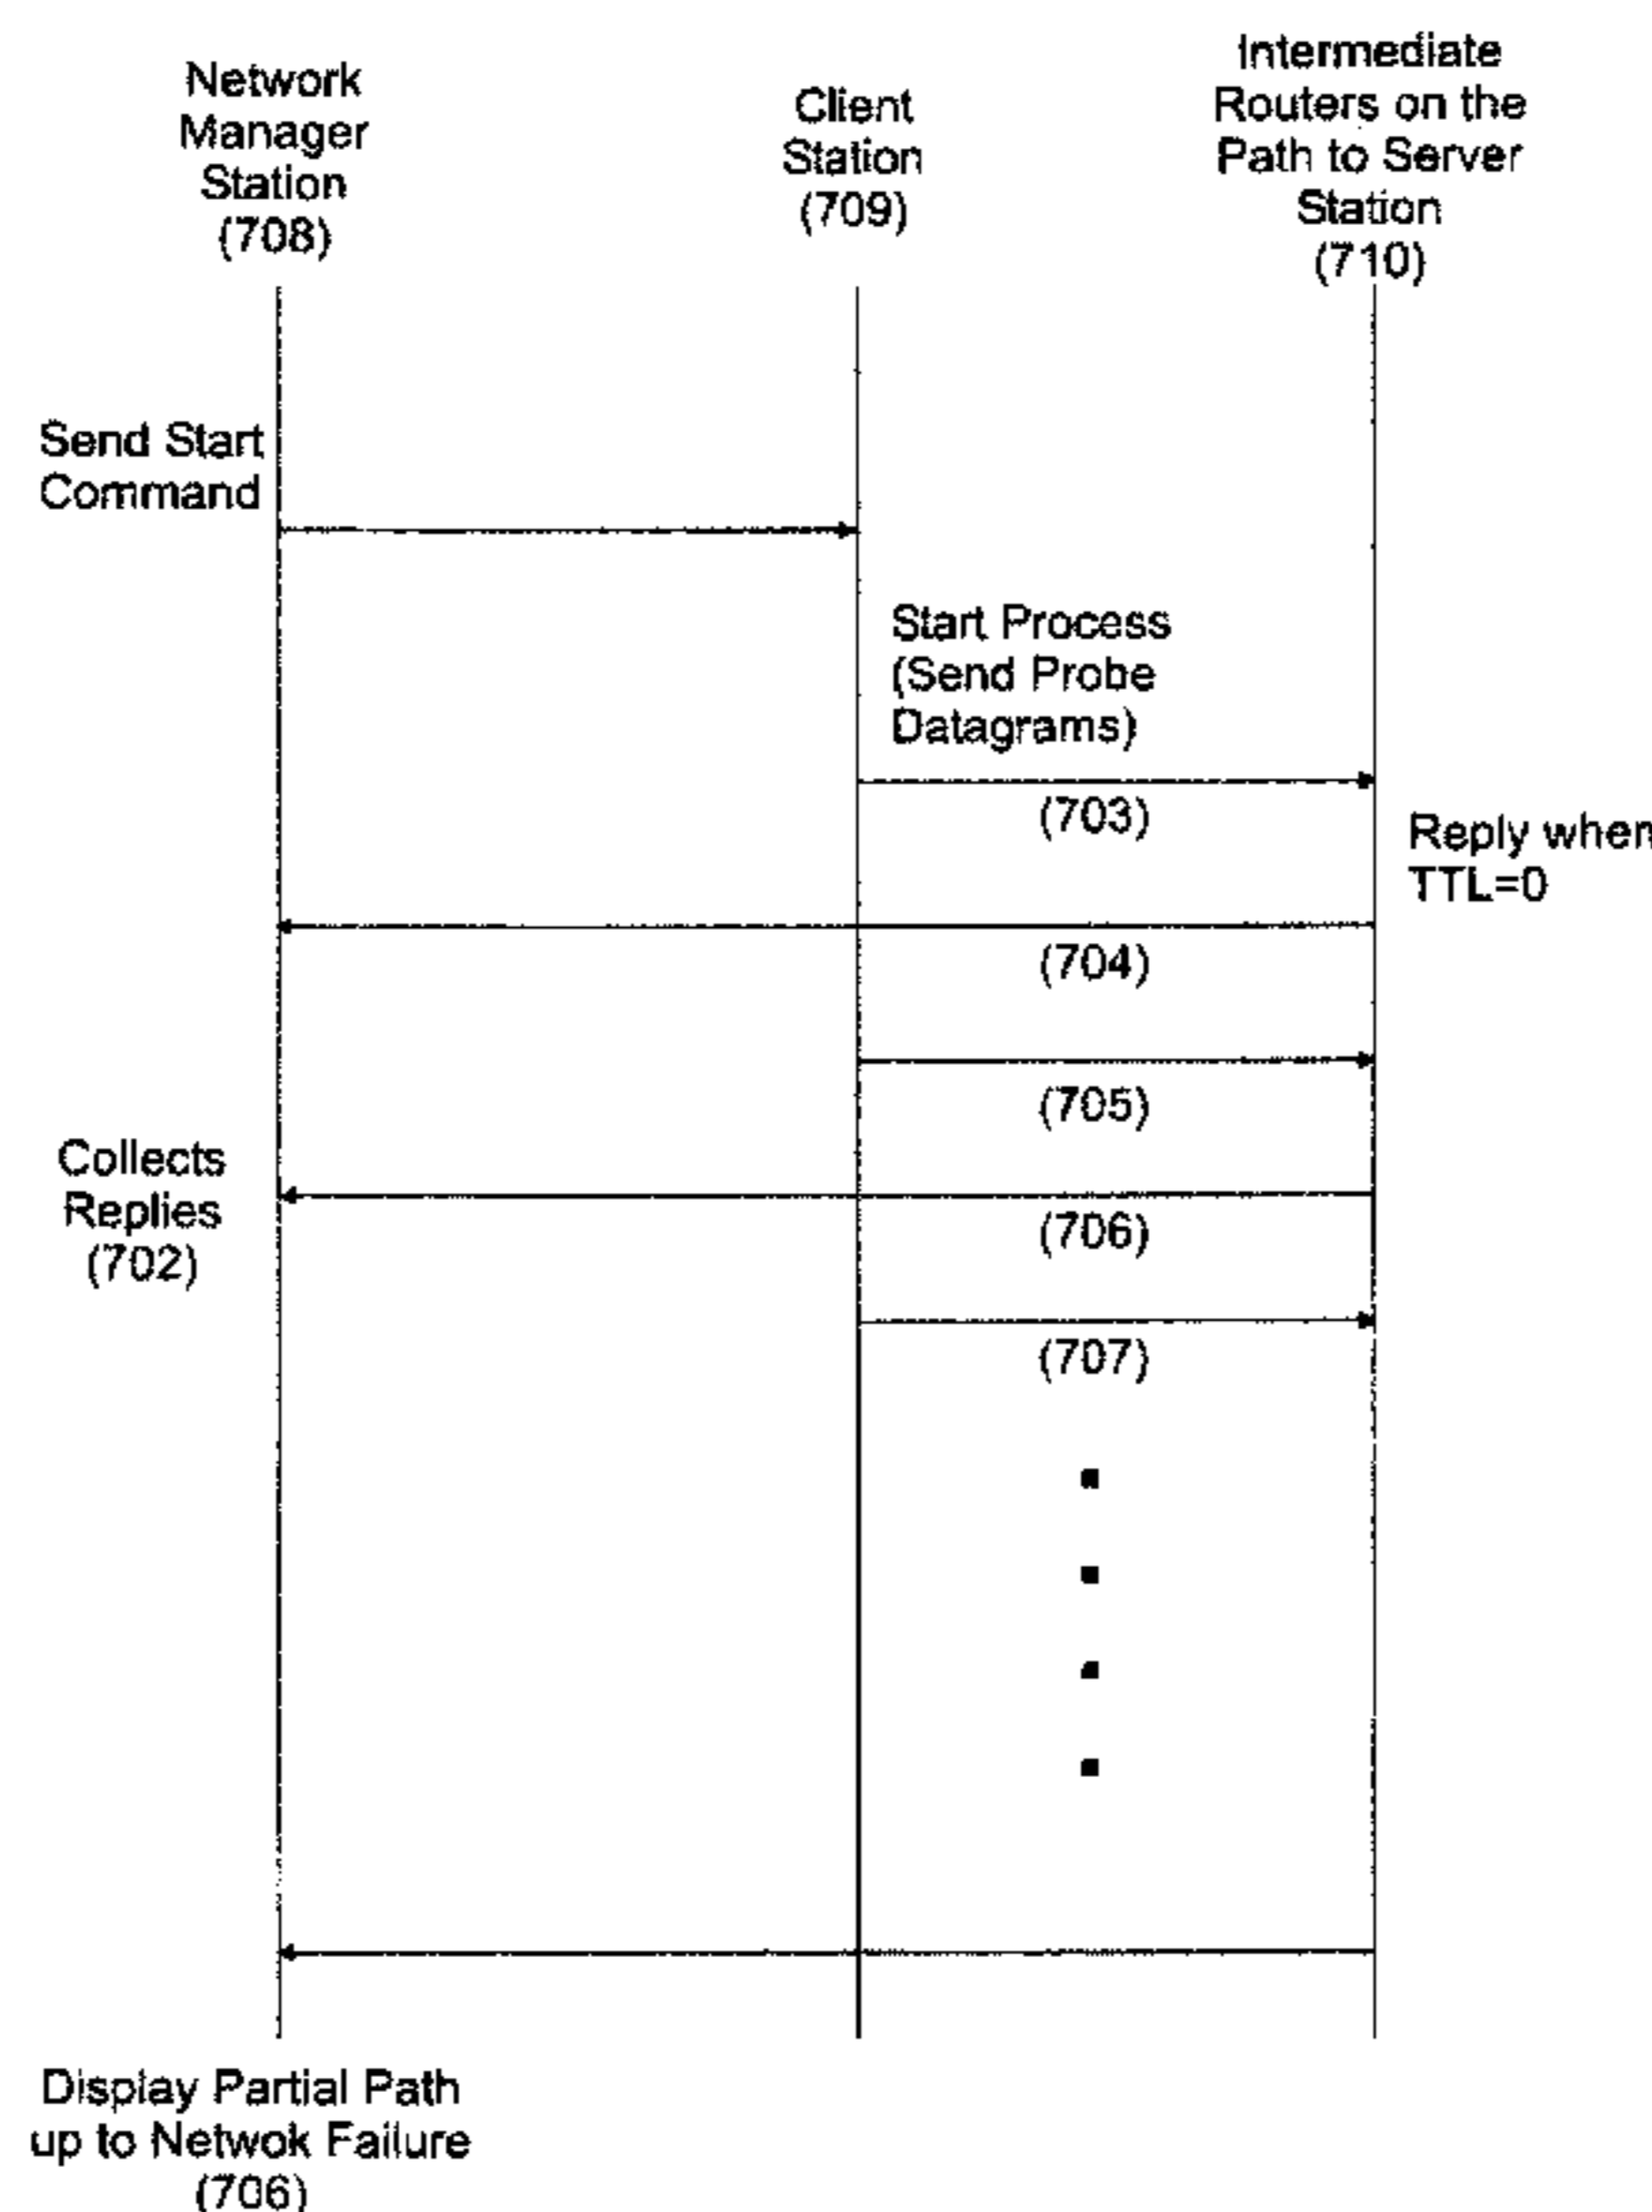 Network
Manager
Station
(708)
Client
Station
(709)
Intermediate
Routers on the
Path to Server
Station
(710)
Send Start
Command
Start Process
(Send Probe
Datagrams)
(703)
Reply when
TTL=0
(704)
(705)
Collects
Replies
(702)
(706)
(707)
Display Partial Path
up to Netwok Failure
(706)